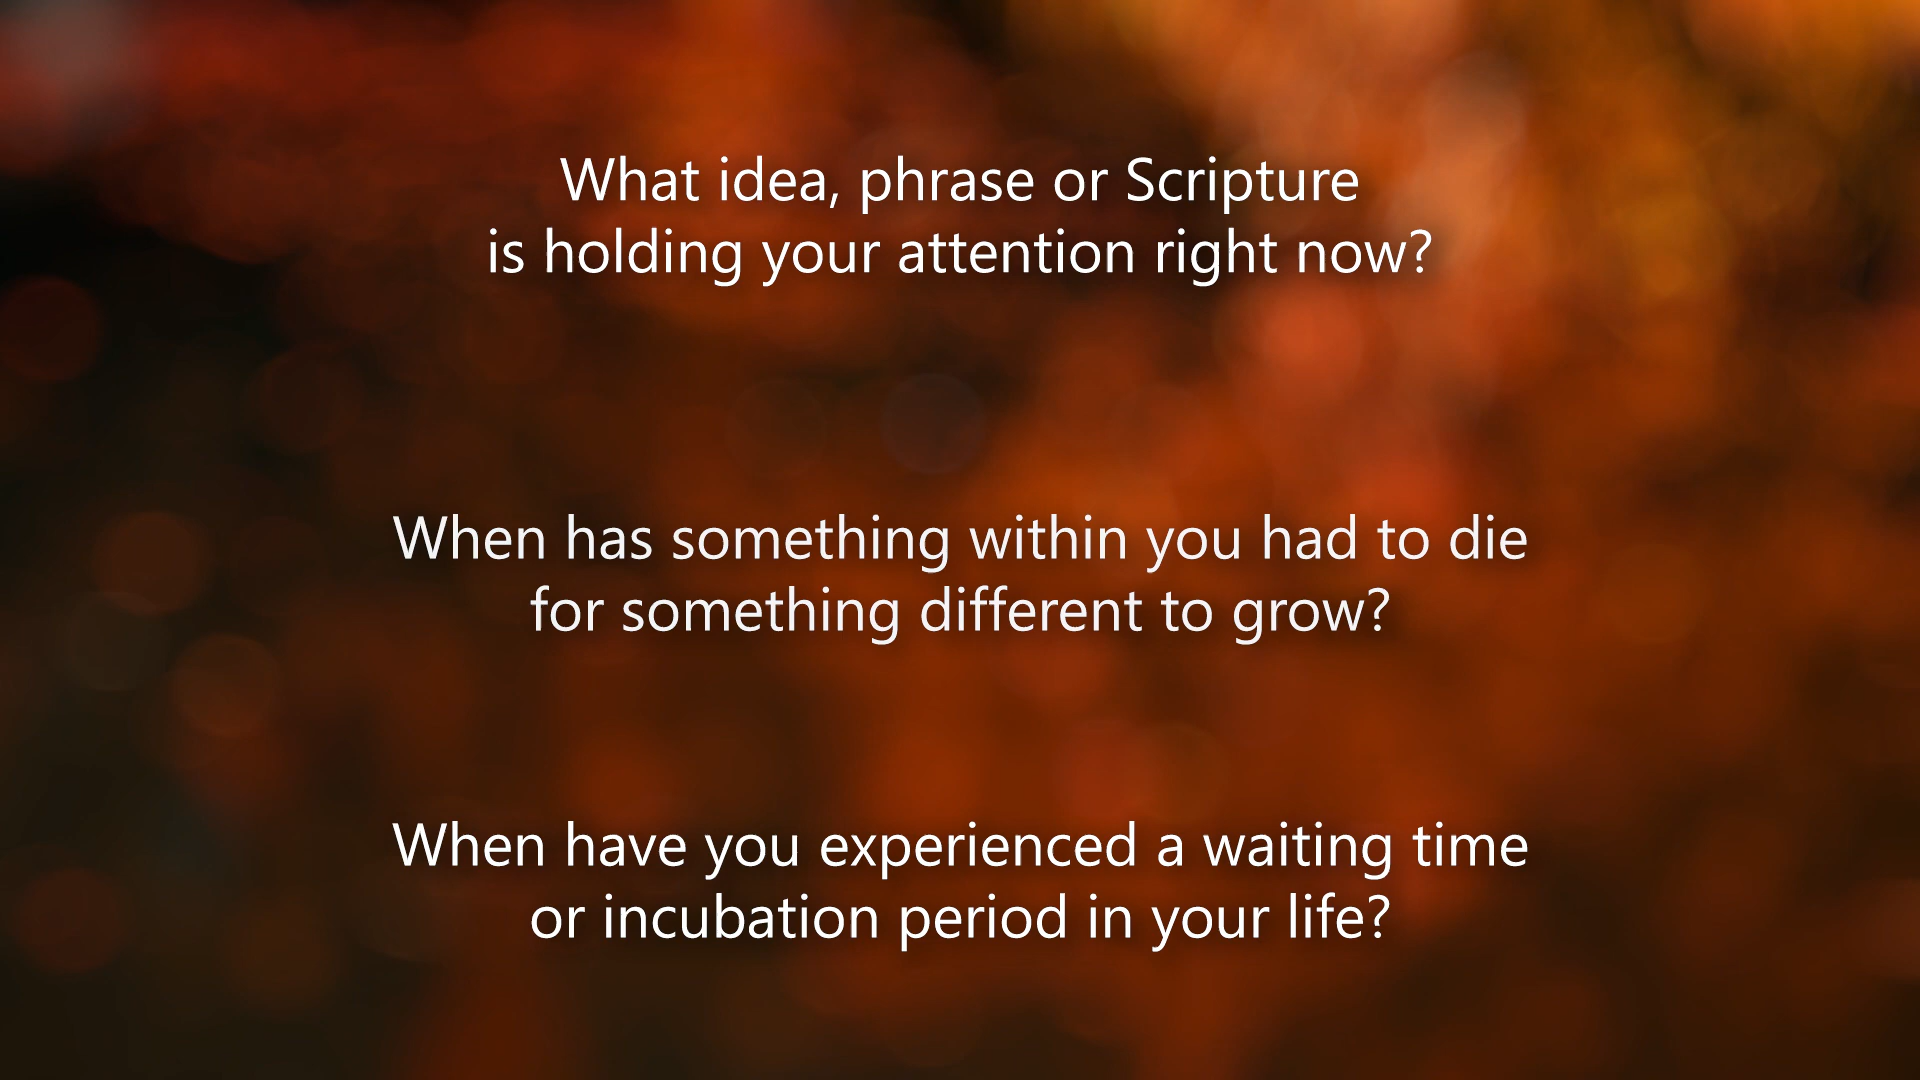 What idea, phrase or Scripture
is holding your attention right now?
When has something within you had to die
for something different to grow?
When have you experienced a waiting time
or incubation period in your life?